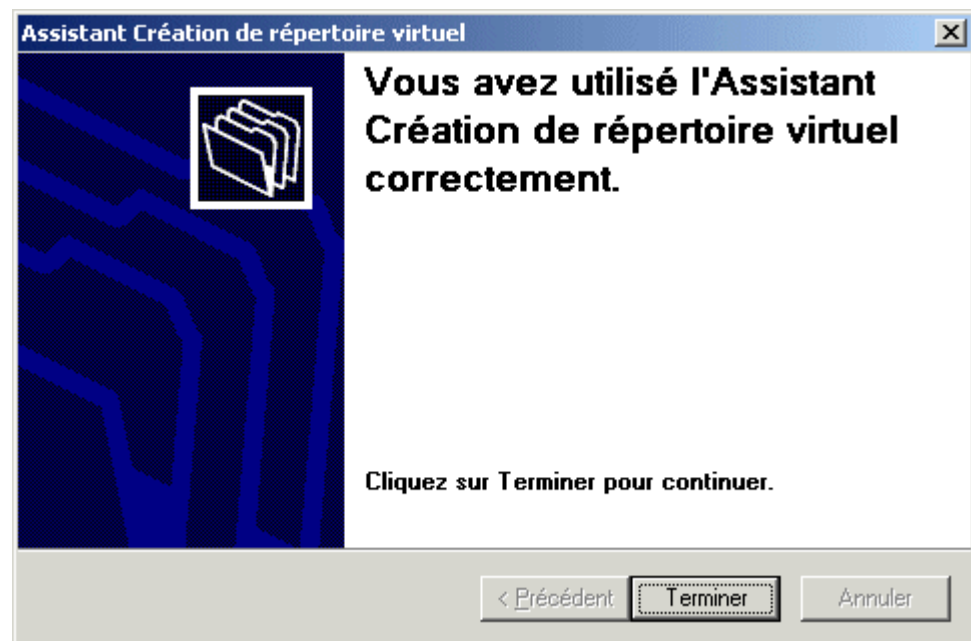 Assistant Création de répertoire virtuel
Vous avez utilisé l'Assistant
Création de répertoire virtuel
correctement.
Cliquez sur Terminer pour continuer.
< Précédent Terminer Annuler